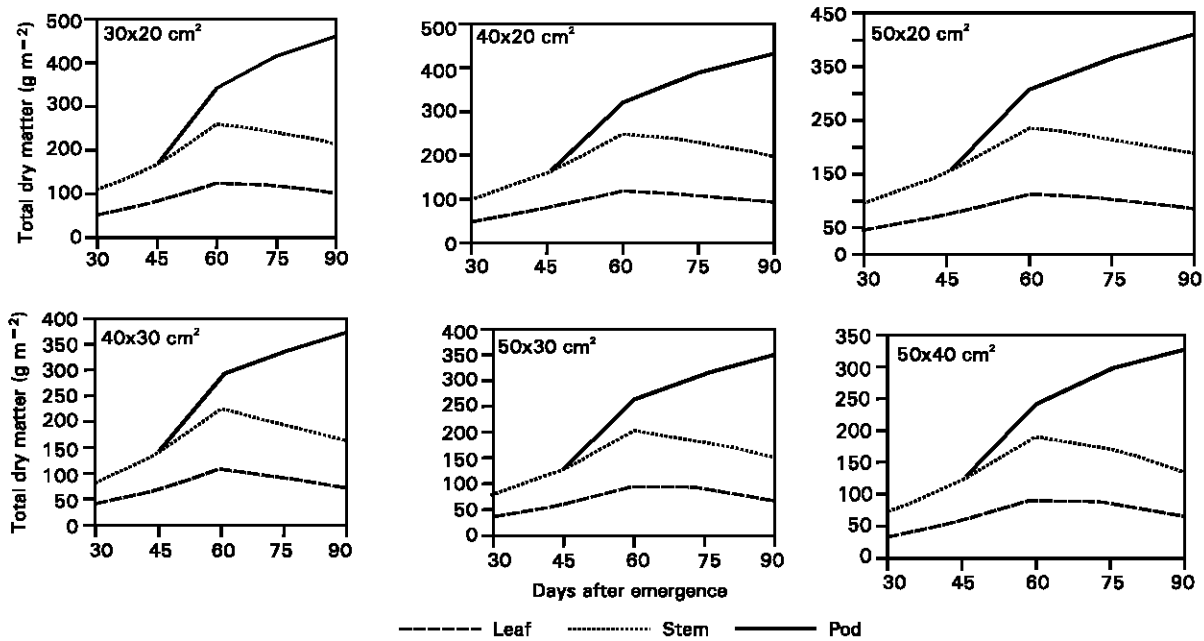 30x20 cm²
Total dry matter (g m⁻²)
500
400
300
200
100
0
30 45 60 75 90
40x20 cm²
500
400
300
200
100
0
30 45 60 75 90
50x20 cm²
450
350
250
150
50
0
30 45 60 75 90
40x30 cm²
Total dry matter (g m⁻²)
400
350
300
250
200
150
100
50
0
30 45 60 75 90
50x30 cm²
400
350
300
250
200
150
100
50
0
30 45 60 75 90
50x40 cm²
350
300
250
200
150
100
50
0
30 45 60 75 90
Days after emergence
Leaf Stem Pod